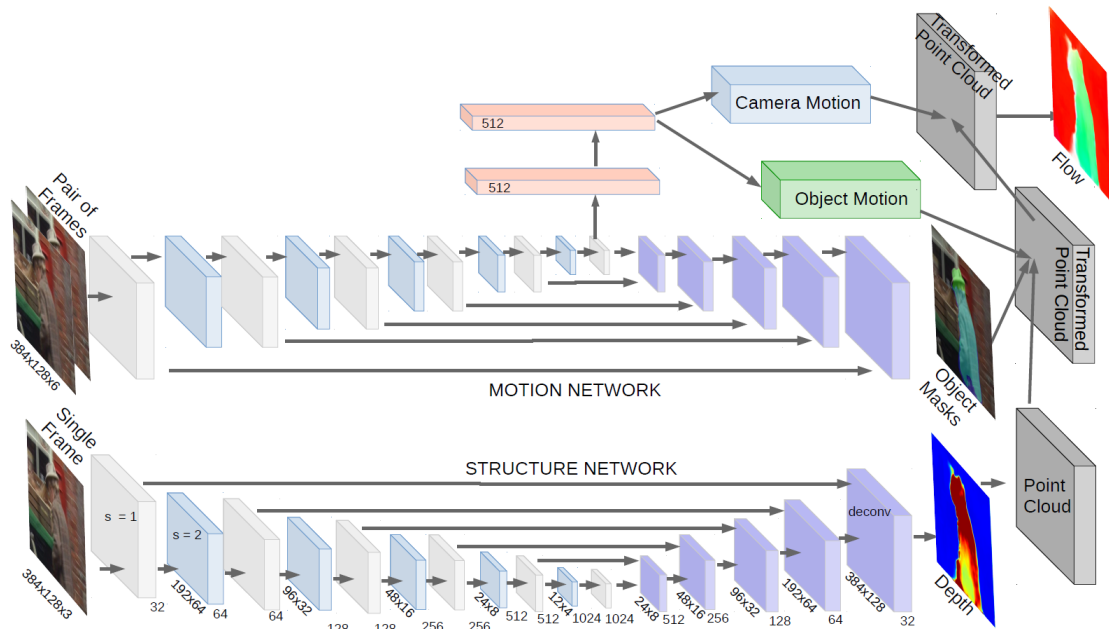 Pair of
Frames
384x128x6
512
512
Camera Motion
Object Motion
Transformed
Point Cloud
Flow
Transformed
Point Cloud
Object
Masks
MOTION NETWORK
Single
Frame
384x128x3
STRUCTURE NETWORK
s = 1
s = 2
deconv
Point
Cloud
Depth
32
192x64
64
64
96x32
128
128
48x16
256
256
24x8
512
512
12x4
1024
1024
24x8
512
48x16
256
96x32
128
192x64
64
384x128
32